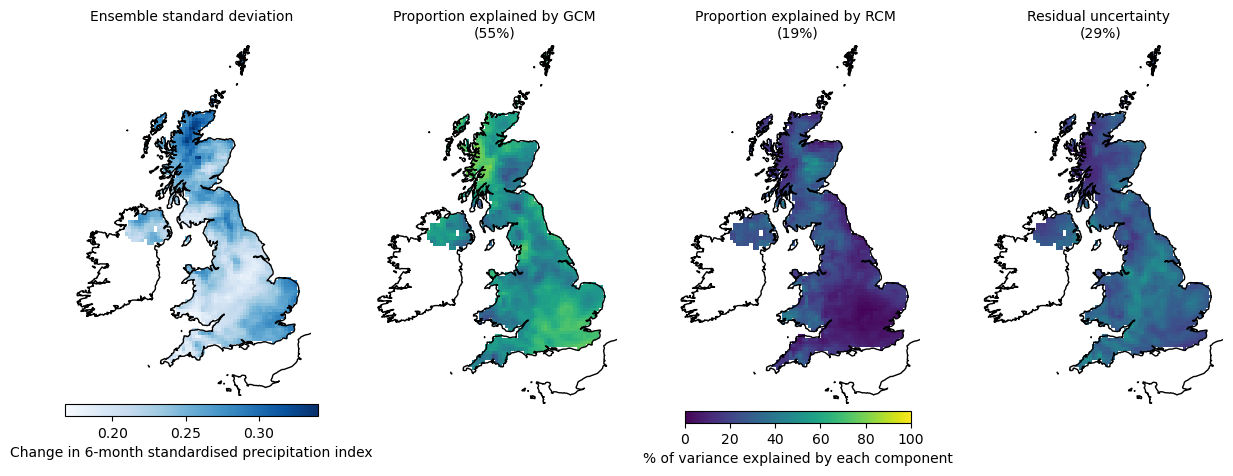 Ensemble standard deviation
Proportion explained by GCM
(55%)
Proportion explained by RCM
(19%)
Residual uncertainty
(29%)
0.20 0.25 0.30
Change in 6-month standardised precipitation index
0 20 40 60 80 100
% of variance explained by each component